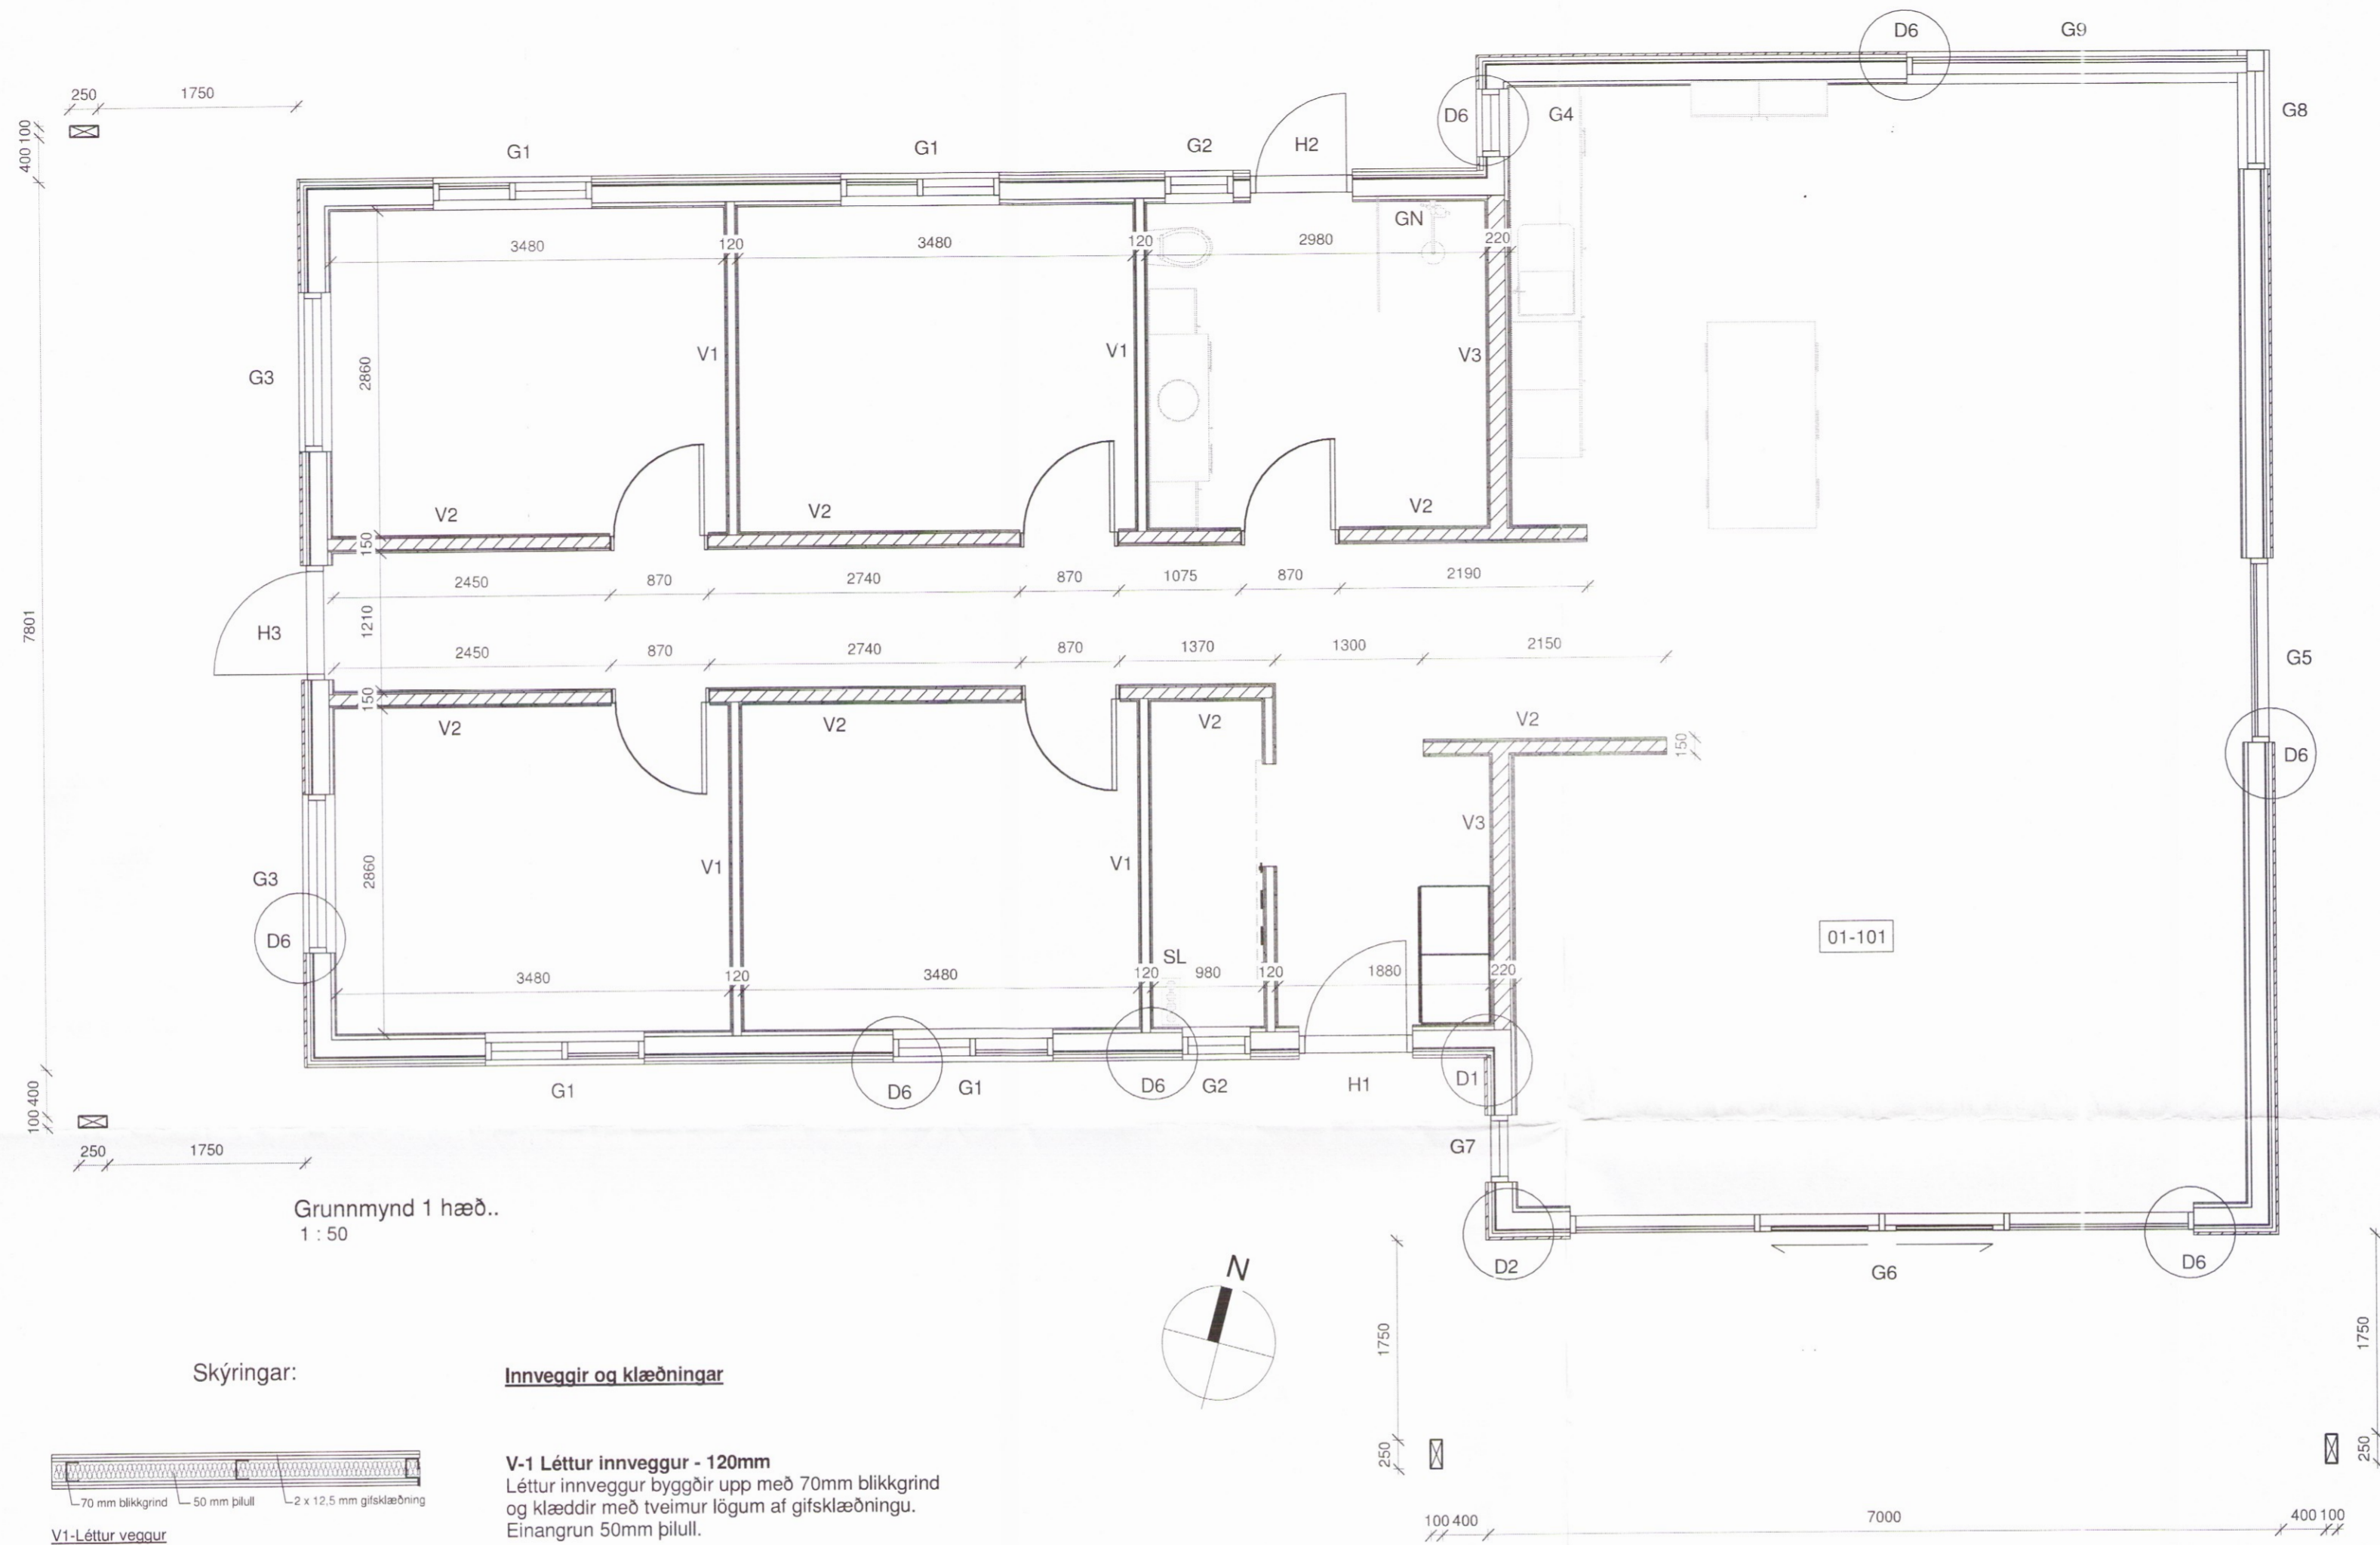 D6 G9
250 1750 D6 G4 G8
400 100 G1 G1 G2 H2
GN
3480 120 3480 120 2980 220
G3 2860 V1 V1 V3
V2 V2 V2
150
2450 870 2740 870 1075 870 2190
7801 H3 1210
2450 870 2740 870 1370 1300 2150 G5
150
V2 V2 V2 V2 150 D6
V3
G3 2860 V1 V1
D6 01-101
SL
3480 120 3480 120 980 120 1880 220
100 400 G1 D6 G1 D6 G2 H1 D1
250 1750 G7
Grunnmynd 1 hæð..
1 : 50
D2 G6 D6
N
1750 1750
250 250
100 400 7000 400 100
Skýringar:
70 mm blikkgrind 50 mm þilull 2 x 12,5 mm gifsklæðning
V1-Léttur veggur
Innveggir og klæðningar
V-1 Léttur innveggur - 120mm
Léttur innveggur byggðir upp með 70mm blikkgrind
og klæddir með tveimur lögum af gifsklæðningu.
Einangrun 50mm þilull.